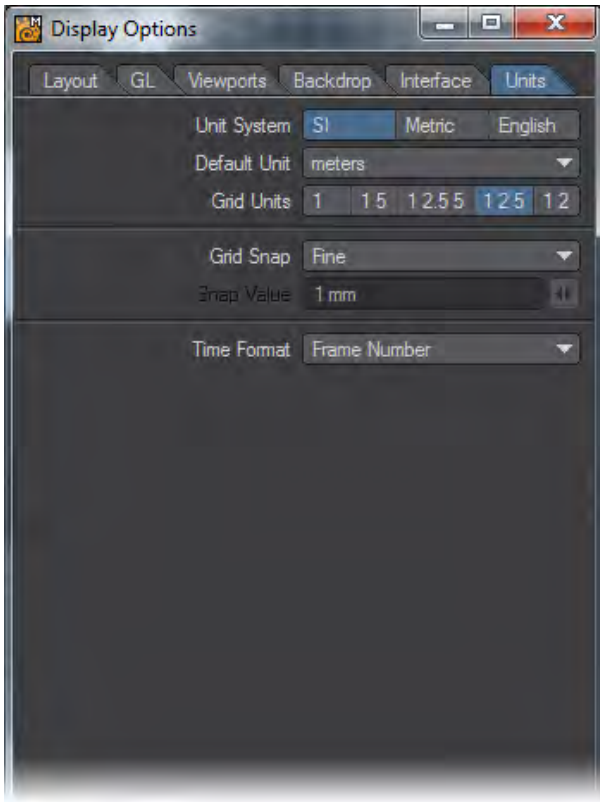 M
Display Options
Layout GL Viewports Backdrop Interface Units
Unit System SI Metric English
Default Unit meters
Grid Units 1 1 5 1 2.5 5 1 2 5 1 2
Grid Snap Fine
Snap Value 1 mm
Time Format Frame Number